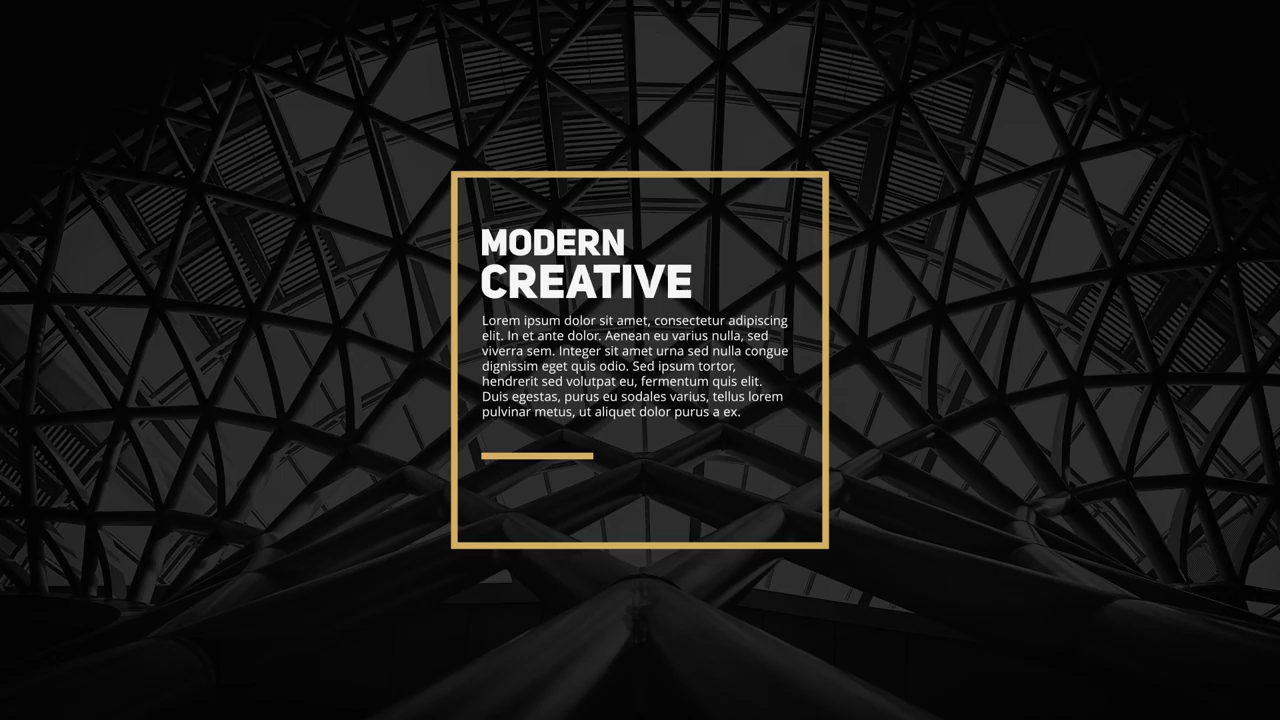 MODERN
CREATIVE
Lorem ipsum dolor sit amet, consectetur adipiscing
elit. In et ante dolor. Aenean eu varius nulla, sed
viverra sem. Integer sit amet urna sed nulla congue
dignissim eget quis odio. Sed ipsum tortor,
hendrerit sed volutpat eu, fermentum quis elit.
Duis egestas, purus eu sodales varius, tellus lorem
pulvinar metus, ut aliquet dolor purus a ex.